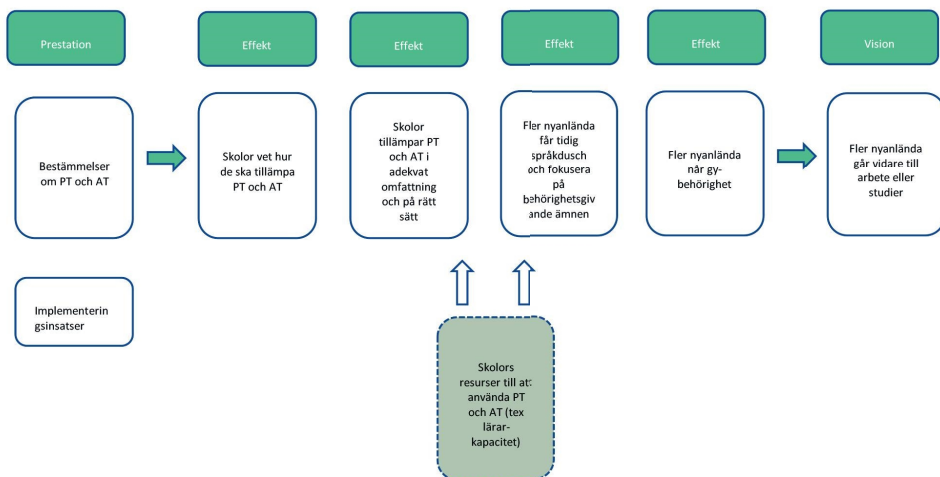 Prestation
Effekt
Effekt
Effekt
Effekt
Vision
Bestämmelser
om PT och AT
Skolor vet hur
de ska tillämpa
PT och AT
Skolor
tillämpar PT
och AT i
adekvat
omfattning
och på rätt
sätt
Fler nyanlända
får tidig
språkdusch
och fokusera
på
behörighetsgiv
ande ämnen
Fler nyanlända
når gy-
behörighet
Fler nyanlända
går vidare till
arbete eller
studier
Implementerin
gsinsatser
Skolors
resurser till att
använda PT
och AT (tex
lärar-
kapacitet)